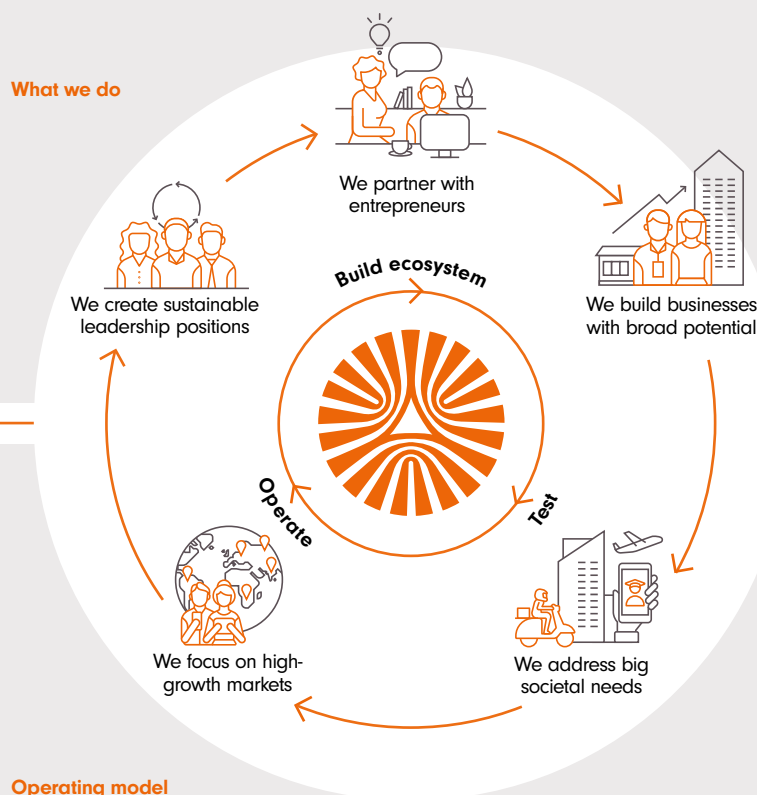 What we do
We partner with
entrepreneurs
We build businesses
with broad potential
We address big
societal needs
We focus on high-
growth markets
We create sustainable
leadership positions
Build ecosystem
Test
Operate
Operating model